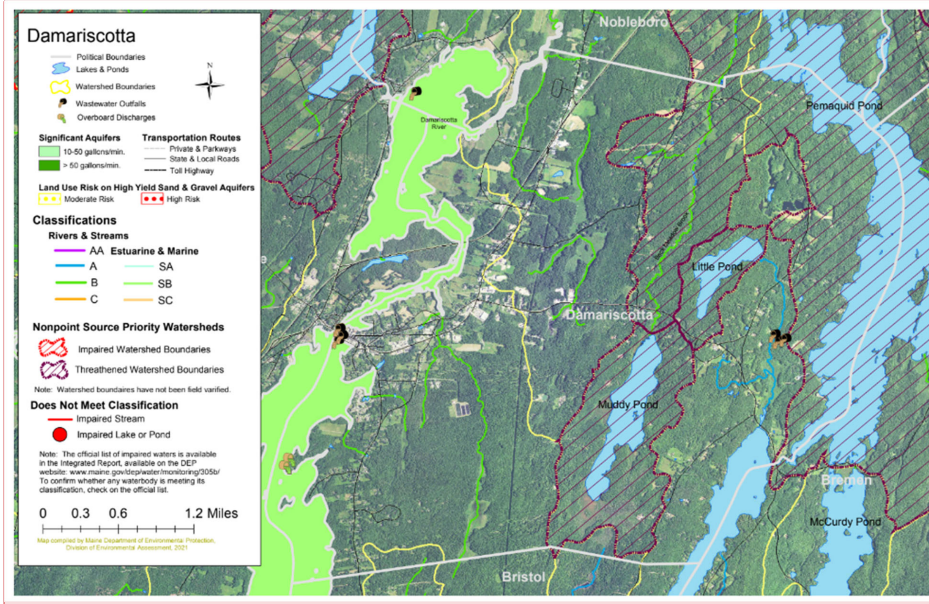 Damariscotta
Political Boundaries
Lakes & Ponds
Watershed Boundaries
Wastewater Outfalls
Overboard Discharges
N
Significant Aquifers
10-50 gallons/min.
> 50 gallons/min.
Transportation Routes
Private & Parkways
State & Local Roads
Toll Highway
Land Use Risk on High Yield Sand & Gravel Aquifers
Moderate Risk
High Risk
Classifications
Rivers & Streams
AA
A
B
C
Estuarine & Marine
SA
SB
SC
Nonpoint Source Priority Watersheds
Impaired Watershed Boundaries
Threathened Watershed Boundaries
Note: Watershed boundaires have not been field varified.
Does Not Meet Classification
Impaired Stream
Impaired Lake or Pond
Note: The official list of impaired waters is available
in the Integrated Report, available on the DEP
website: www.maine.gov/dep/water/monitoring/305b/
To confirm whether any waterbody is meeting its
classification, check on the official list.
0 0.3 0.6 1.2 Miles
Map compiled by Maine Department of Environmental Protection,
Division of Environmental Assessment, 2021
Nobleboro
Damariscotta
River
Pemaquid Pond
Little Pond
Damariscotta
Muddy Pond
Bremen
McCurdy Pond
Bristol